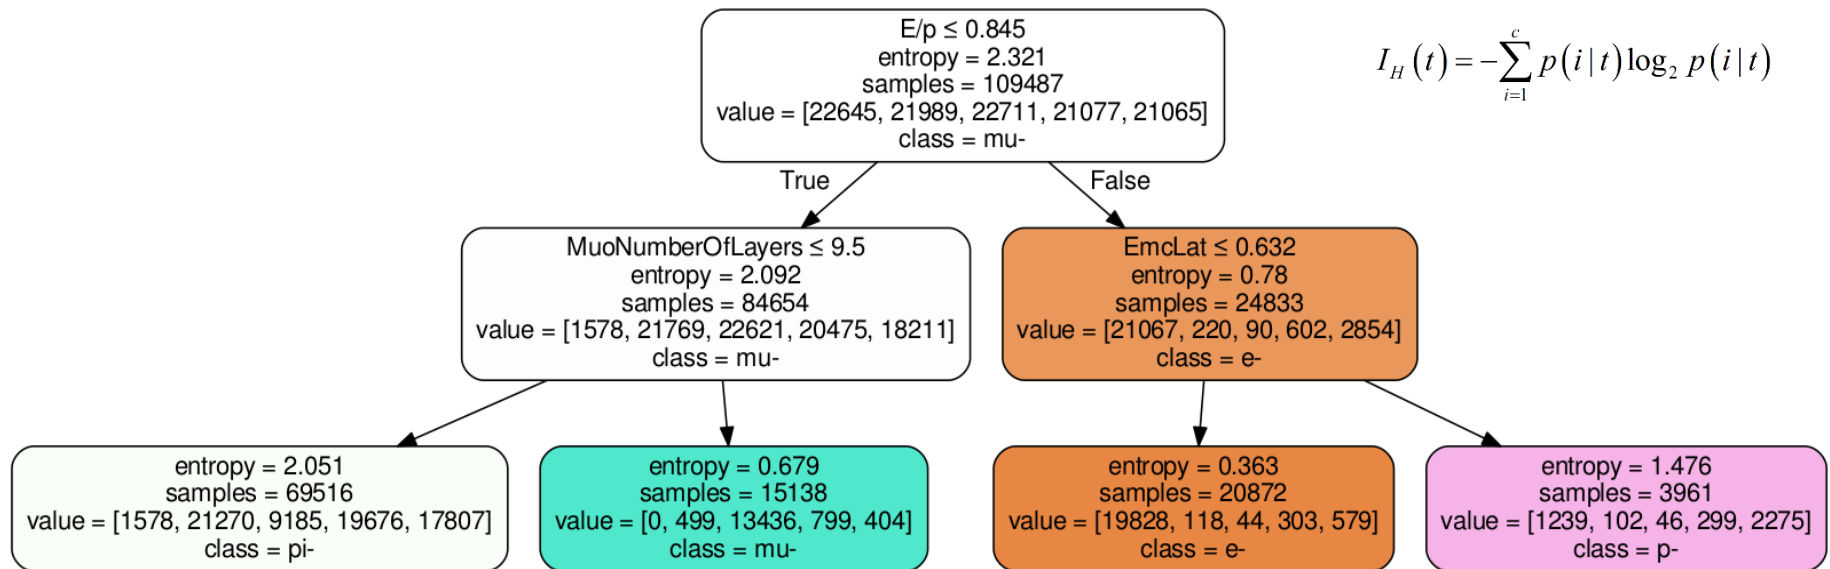 E/p ≤ 0.845
entropy = 2.321
samples = 109487
value = [22645, 21989, 22711, 21077, 21065]
class = mu-
I_H (t) = −∑_{i=1}^{c} p(i|t) log₂ p(i|t)
True
False
MuoNumberOfLayers ≤ 9.5
entropy = 2.092
samples = 84654
value = [1578, 21769, 22621, 20475, 18211]
class = mu-
EmcLat ≤ 0.632
entropy = 0.78
samples = 24833
value = [21067, 220, 90, 602, 2854]
class = e-
entropy = 2.051
samples = 69516
value = [1578, 21270, 9185, 19676, 17807]
class = pi-
entropy = 0.679
samples = 15138
value = [0, 499, 13436, 799, 404]
class = mu-
entropy = 0.363
samples = 20872
value = [19828, 118, 44, 303, 579]
class = e-
entropy = 1.476
samples = 3961
value = [1239, 102, 46, 299, 2275]
class = p-